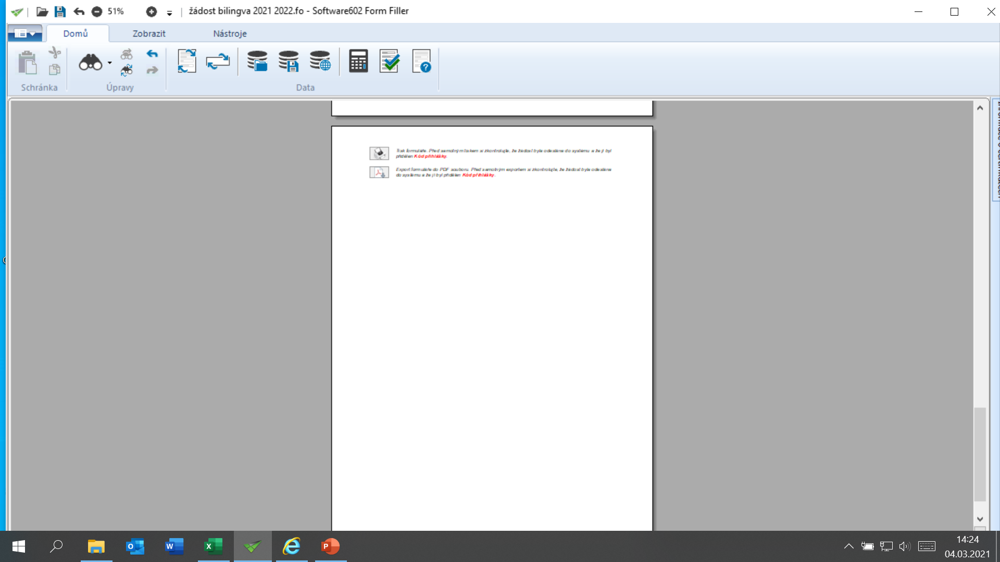 51%
žádost bilingva 2021 2022.fo - Software602 Form Filler
Domů Zobrazit Nástroje
Schránka Úpravy Data
Tisk formuláře. Před samotným tiskem si zkontrolujte, že žádost byla odeslána do systému a že jí byl
přidělen Kód přihlášky.
Export formuláře do PDF souboru. Před samotným exportem si zkontrolujte, že žádost byla odeslána
do systému a že jí byl přidělen Kód přihlášky.
14:24
04.03.2021